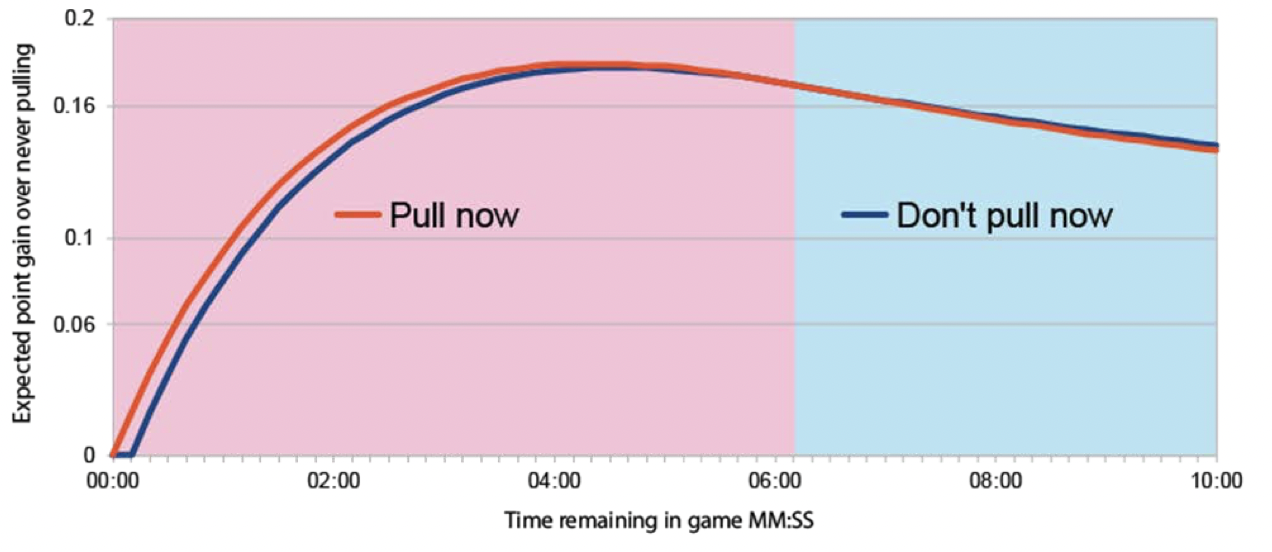 Expected point gain over never pulling
0.2
0.16
0.1
0.06
0
Pull now
Don't pull now
00:00 02:00 04:00 06:00 08:00 10:00
Time remaining in game MM:SS